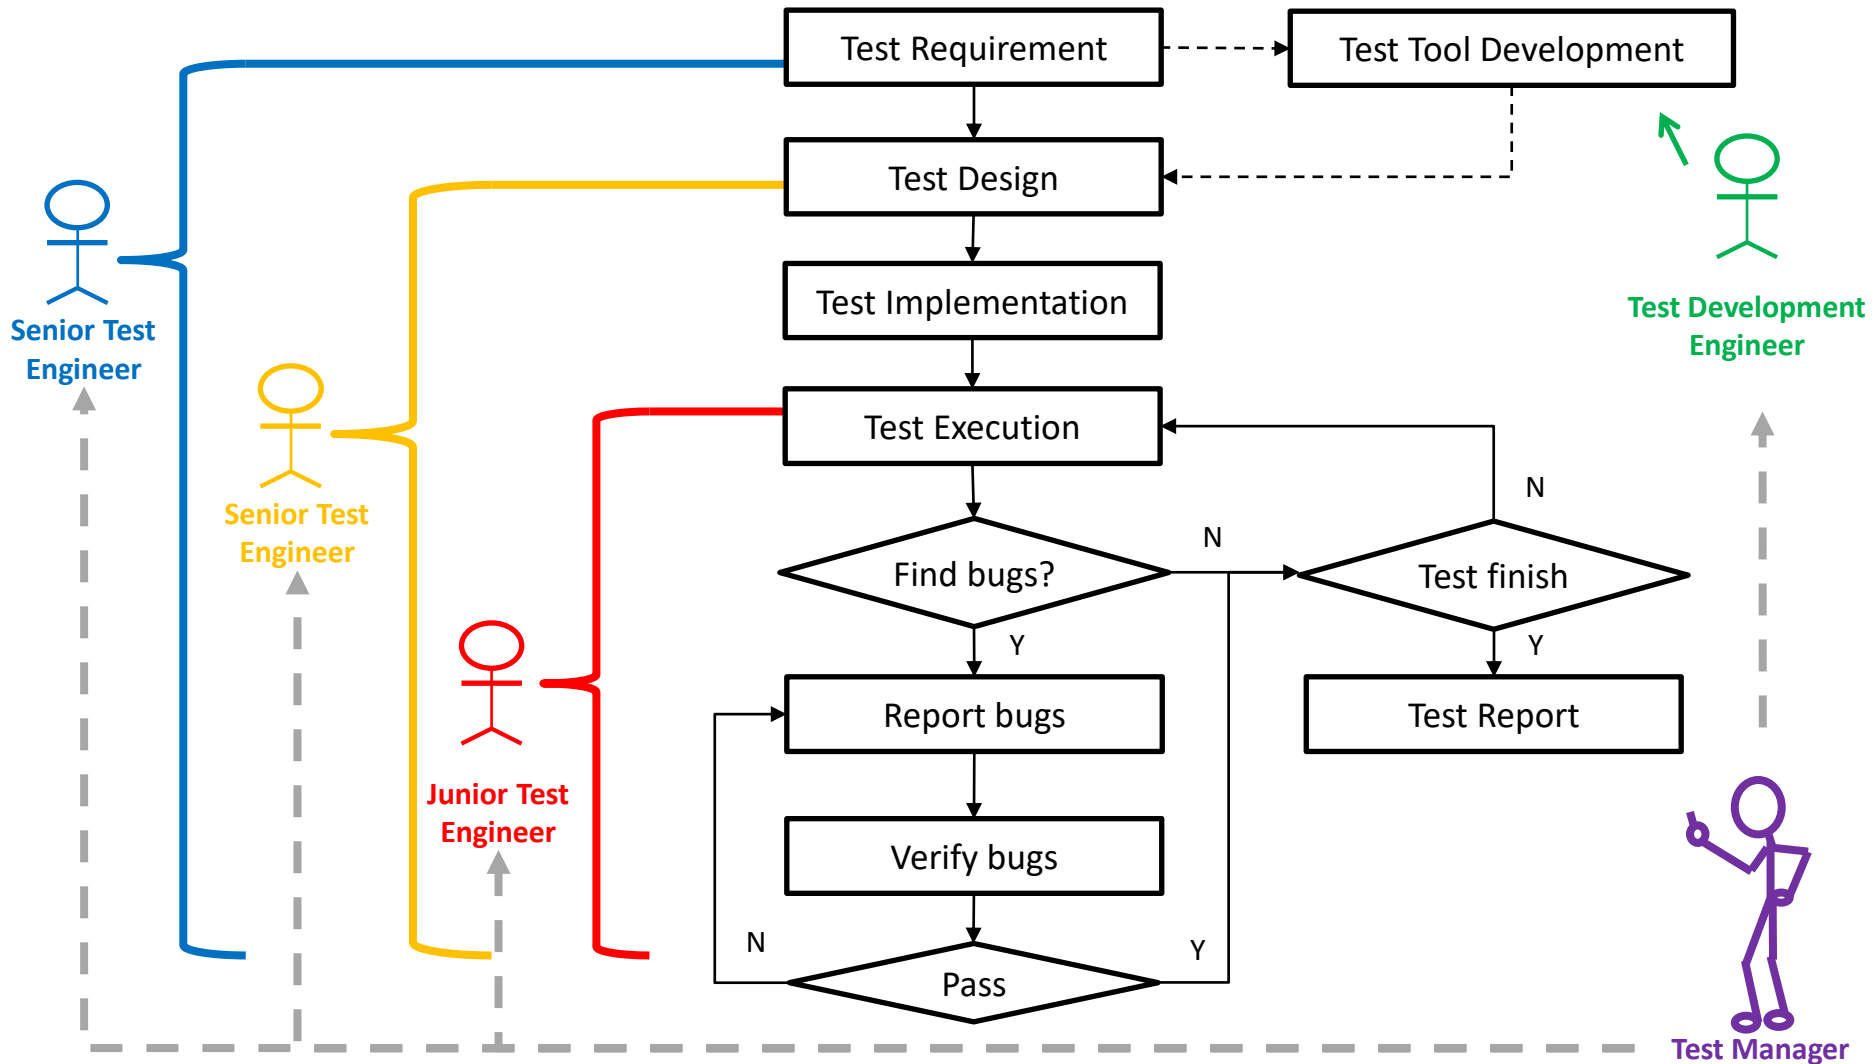 Test Requirement
Test Tool Development
Test Design
Test Implementation
Senior Test
Engineer
Test Development
Engineer
Test Execution
Senior Test
Engineer
N
N
Find bugs?
Test finish
Y
Y
Report bugs
Test Report
Junior Test
Engineer
Verify bugs
N
Y
Pass
Test Manager